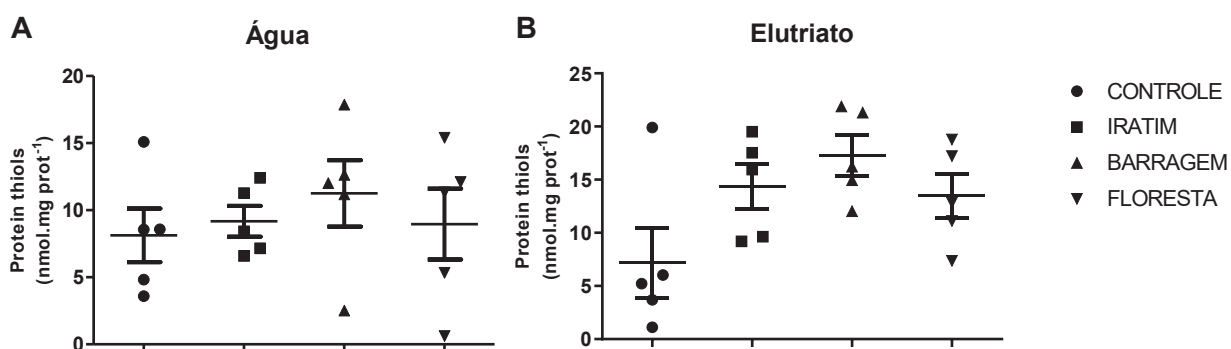 A
Água
Protein thiols
(nmol.mg prot-1)
20
15
10
5
0
B
Elutriato
Protein thiols
(nmol.mg prot-1)
25
20
15
10
5
0
CONTROLE
IRATIM
BARRAGEM
FLORESTA